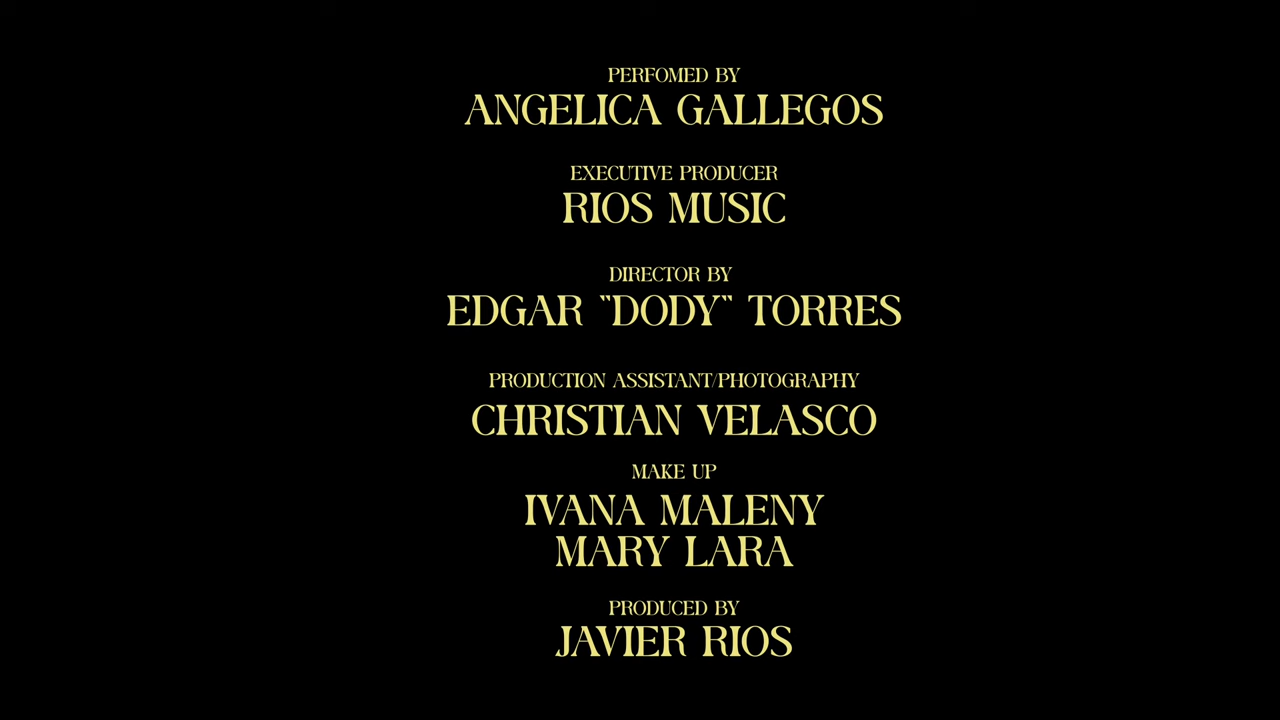 PERFOMED BY
ANGELICA GALLEGOS
EXECUTIVE PRODUCER
RIOS MUSIC
DIRECTOR BY
EDGAR "DODY" TORRES
PRODUCTION ASSISTANT/PHOTOGRAPHY
CHRISTIAN VELASCO
MAKE UP
IVANA MALENY
MARY LARA
PRODUCED BY
JAVIER RIOS